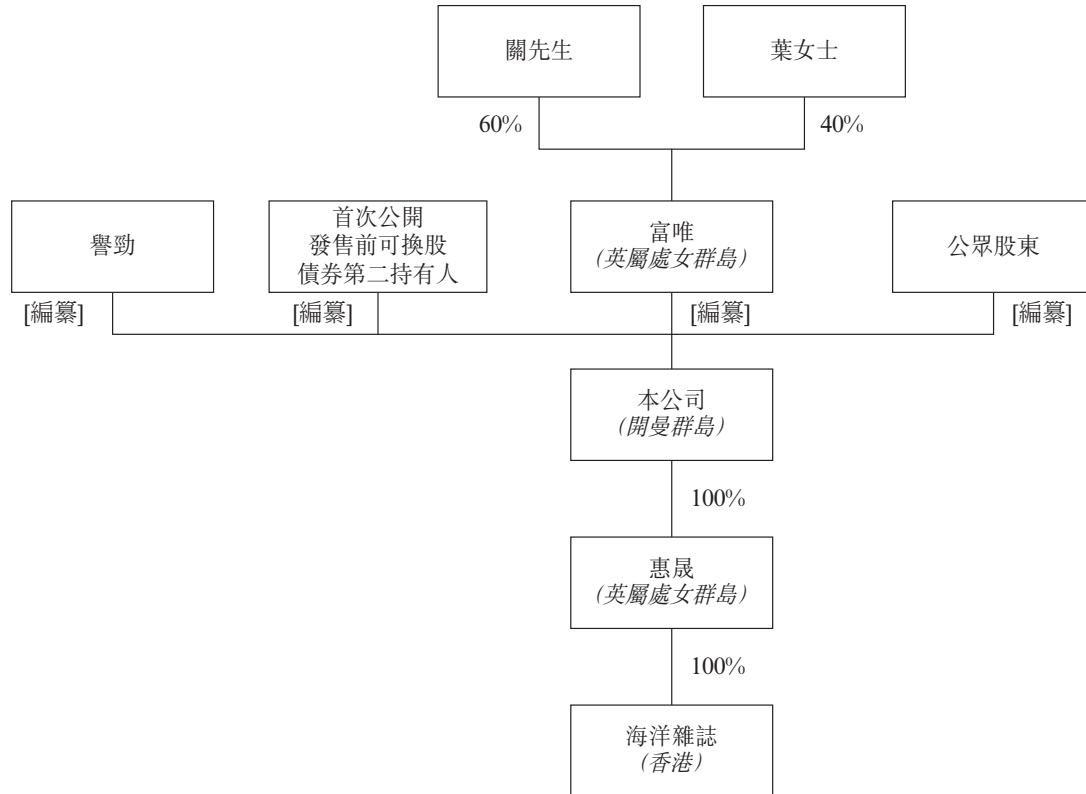 關先生
葉女士
60%
40%
譽勁
首次公開
發售前可換股
債券第二持有人
富唯
(英屬處女群島)
公眾股東
[編纂]
[編纂]
[編纂]
[編纂]
本公司
(開曼群島)
100%
惠晟
(英屬處女群島)
100%
海洋雜誌
(香港)